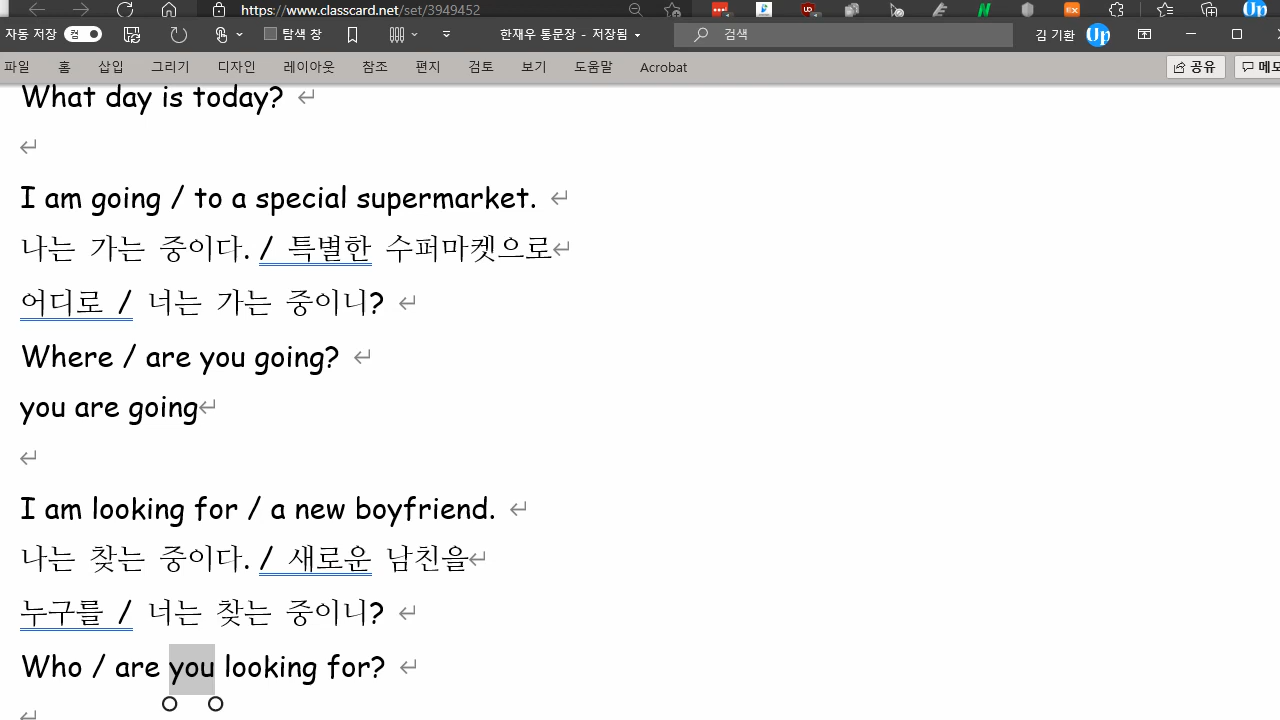 https://www.classcard.net/set/3949452
자동 저장 컴 탐색 창 한재우 통문장 - 저장됨 검색 김 기환 Up
파일 홈 삽입 그리기 디자인 레이아웃 참조 편지 검토 보기 도움말 Acrobat 공유 메모
What day is today?
I am going / to a special supermarket.
나는 가는 중이다. / 특별한 수퍼마켓으로
어디로 / 너는 가는 중이니?
Where / are you going?
you are going
I am looking for / a new boyfriend.
나는 찾는 중이다. / 새로운 남친을
누구를 / 너는 찾는 중이니?
Who / are you looking for?